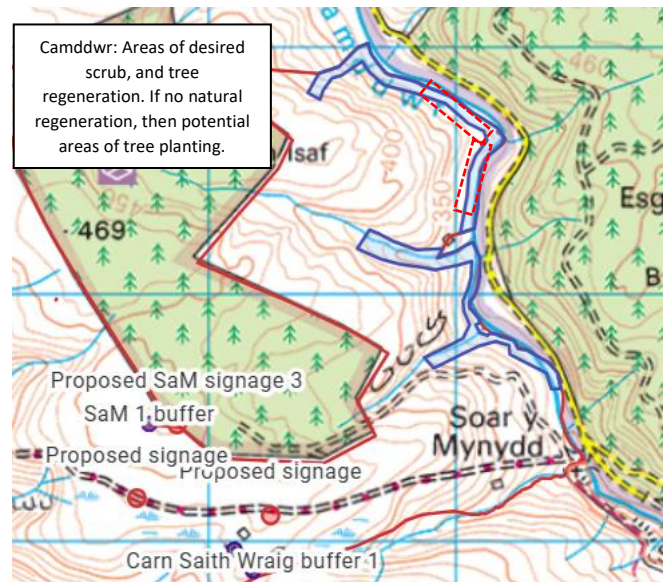 Camddwr: Areas of desired
scrub, and tree
regeneration. If no natural
regeneration, then potential
areas of tree planting.
460
Isaf
400
350
469
Esg
B
Proposed SaM signage 3
SaM 1 buffer
Soar y
Mynydd
Proposed signage
Proposed signage
Carn Saith Wraig buffer 1